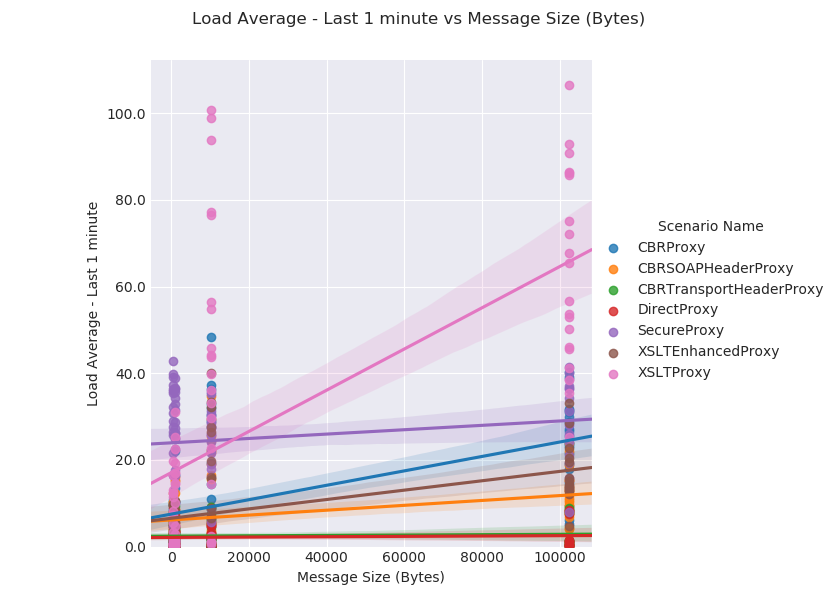 Load Average - Last 1 minute vs Message Size (Bytes)
100.0
80.0
60.0
40.0
20.0
0.0
Load Average - Last 1 minute
0
20000
40000
60000
80000
100000
Message Size (Bytes)
Scenario Name
CBRProxy
CBRSOAPHeaderProxy
CBRTransportHeaderProxy
DirectProxy
SecureProxy
XSLTEnhancedProxy
XSLTProxy